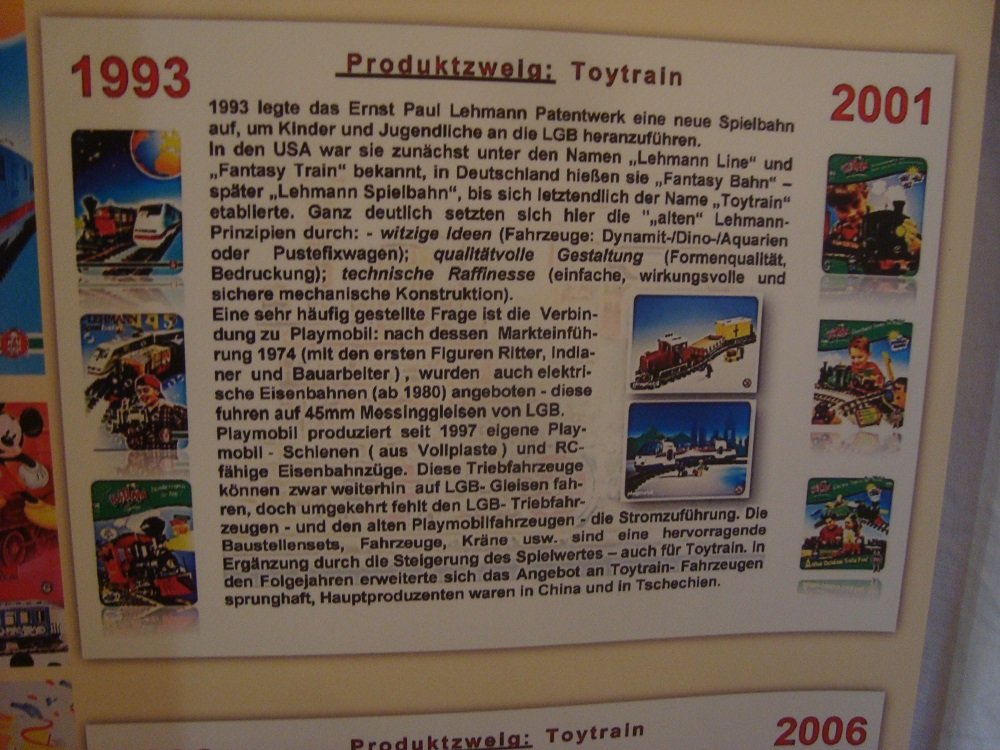 1993
Produktzweig: Toytrain
2001
1993 legte das Ernst Paul Lehmann Patentwerk eine neue Spielbahn
auf, um Kinder und Jugendliche an die LGB heranzuführen.
In den USA war sie zunächst unter den Namen „Lehmann Line“ und
„Fantasy Train“ bekannt, in Deutschland hießen sie „Fantasy Bahn“ –
später „Lehmann Spielbahn“, bis sich letztendlich der Name „Toytrain“
etablierte. Ganz deutlich setzten sich hier die "„alten“ Lehmann-
Prinzipien durch: - witzige Ideen (Fahrzeuge: Dynamit-/Dino-/Aquarien
oder Pustefixwagen); qualitätvolle Gestaltung (Formenqualität,
Bedruckung); technische Raffinesse (einfache, wirkungsvolle und
sichere mechanische Konstruktion).
Eine sehr häufig gestellte Frage ist die Verbin-
dung zu Playmobil: nach dessen Markteinfüh-
rung 1974 (mit den ersten Figuren Ritter, India-
ner und Bauarbeiter), wurden auch elektri-
sche Eisenbahnen (ab 1980) angeboten - diese
fuhren auf 45mm Messinggleisen von LGB.
Playmobil produziert seit 1997 eigene Play-
mobil - Schienen (aus Vollplaste) und RC-
fähige Eisenbahnzüge. Diese Triebfahrzeuge
können zwar weiterhin auf LGB- Gleisen fah-
ren, doch umgekehrt fehlt den LGB- Triebfahr-
zeugen - und den alten Playmobilfahrzeugen - die Stromzuführung. Die
Baustellensets, Fahrzeuge, Kräne usw. sind eine hervorragende
Ergänzung durch die Steigerung des Spielwertes – auch für Toytrain. In
den Folgejahren erweiterte sich das Angebot an Toytrain- Fahrzeugen
sprunghaft, Hauptproduzenten waren in China und in Tschechien.
LEHMANN
Produktzweig: Toytrain
2006